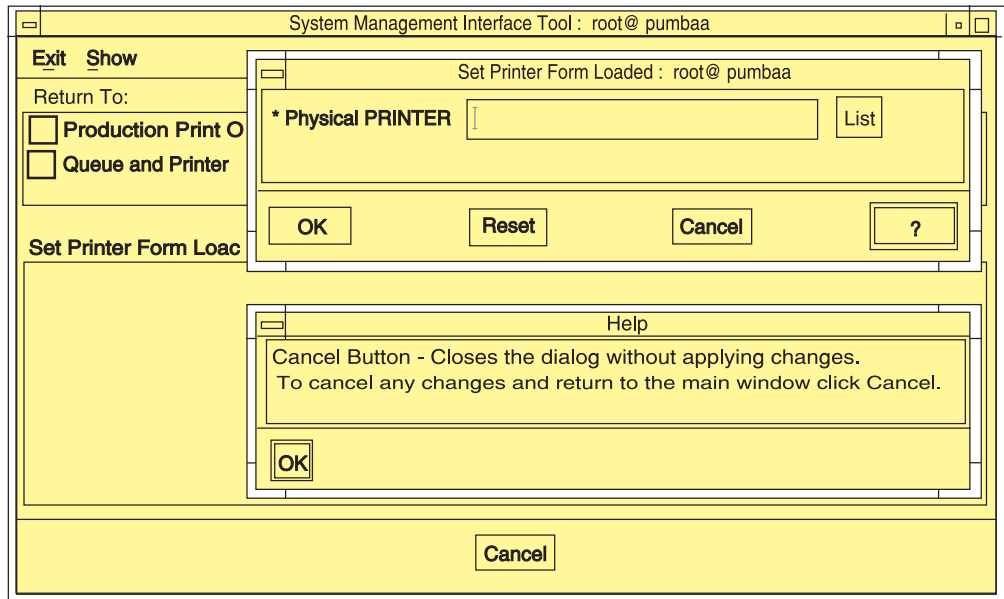 System Management Interface Tool : root@ pumbaa
Exit Show
Set Printer Form Loaded : root@ pumbaa
Return To:
* Physical PRINTER
List
Production Print O
Queue and Printer
OK Reset Cancel ?
Set Printer Form Loac
Help
Cancel Button - Closes the dialog without applying changes.
To cancel any changes and return to the main window click Cancel.
OK
Cancel